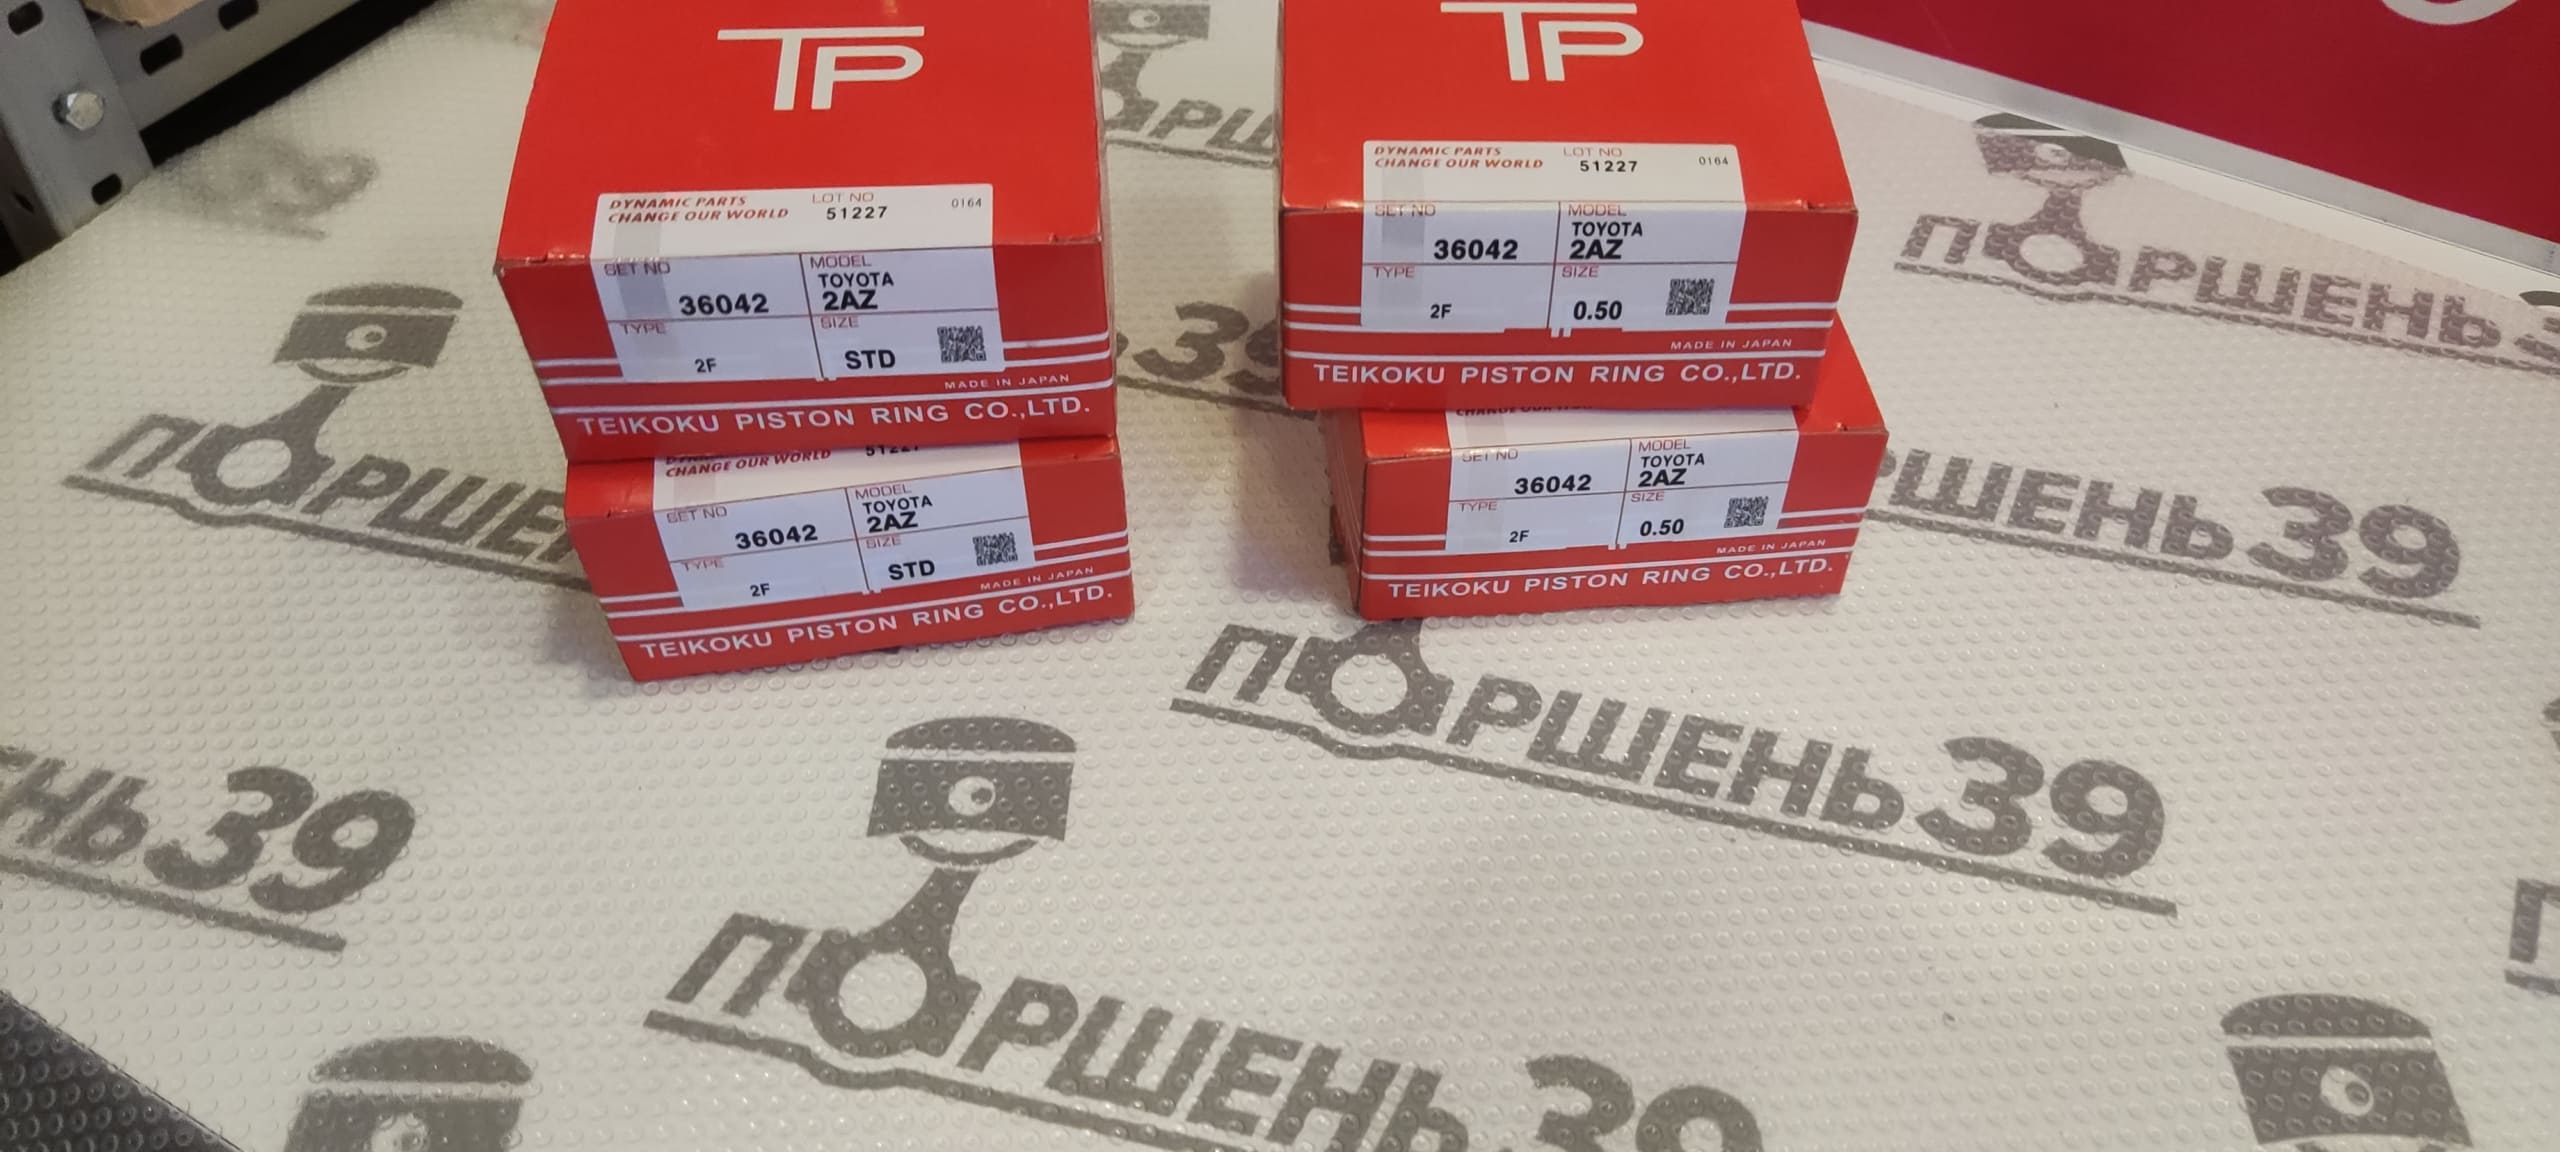 TP
DYNAMIC PARTS
CHANGE OUR WORLD
LOT NO
51227
0164
SET NO
36042
MODEL
TOYOTA
2AZ
TYPE
2F
SIZE
STD
MADE IN JAPAN
TEIKOKU PISTON RING CO.,LTD.
CHANGE OUR WORLD
SET NO
36042
MODEL
TOYOTA
2AZ
TYPE
2F
SIZE
STD
MADE IN JAPAN
TEIKOKU PISTON RING CO.,LTD.
TP
DYNAMIC PARTS
CHANGE OUR WORLD
LOT NO
51227
0164
SET NO
36042
MODEL
TOYOTA
2AZ
TYPE
2F
SIZE
0.50
MADE IN JAPAN
TEIKOKU PISTON RING CO.,LTD.
SET NO
36042
MODEL
TOYOTA
2AZ
TYPE
2F
SIZE
0.50
MADE IN JAPAN
TEIKOKU PISTON RING CO.,LTD.
ПОРШЕНЬ
ПОРШЕНЬ
РШЕНЬ39
ПОРШЕНЬ39
НЬ39
ПОРШЕНЬ39
39